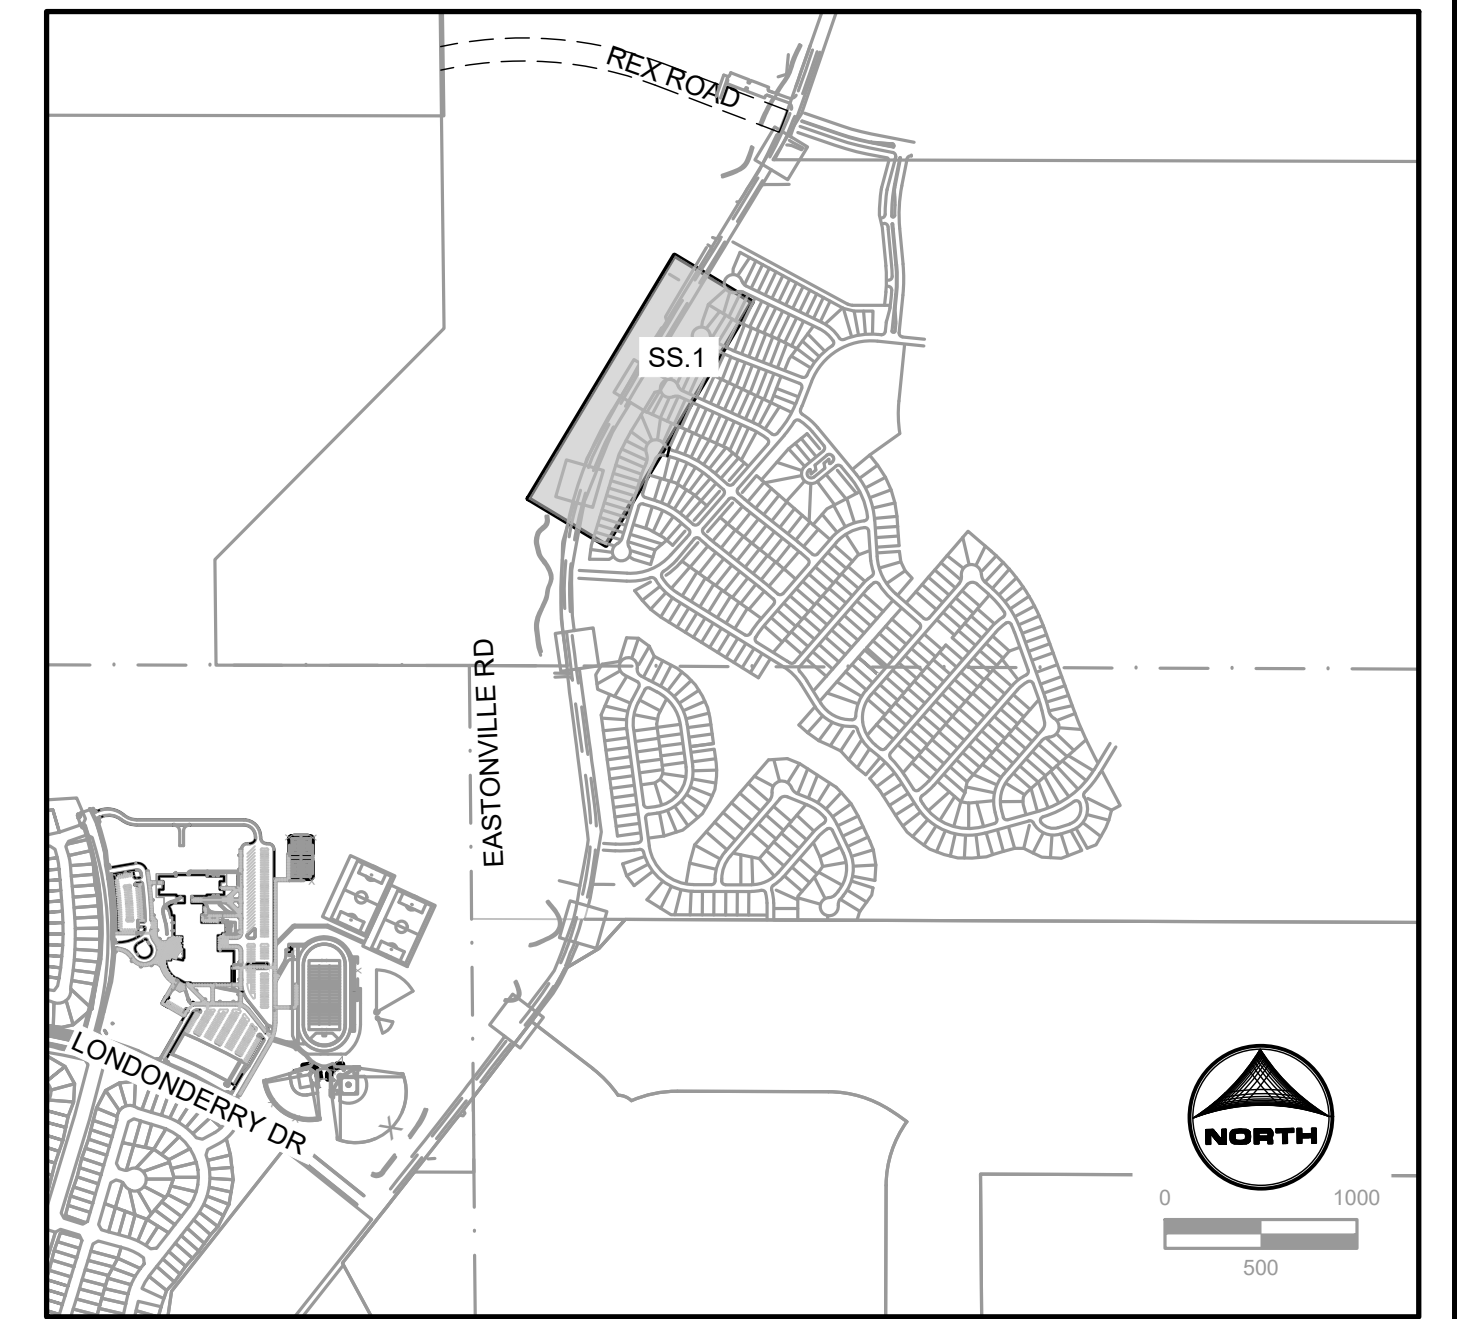 REX ROAD
SS.1
EASTONVILLE RD
LONDONDERRY DR
NORTH
0 1000
500